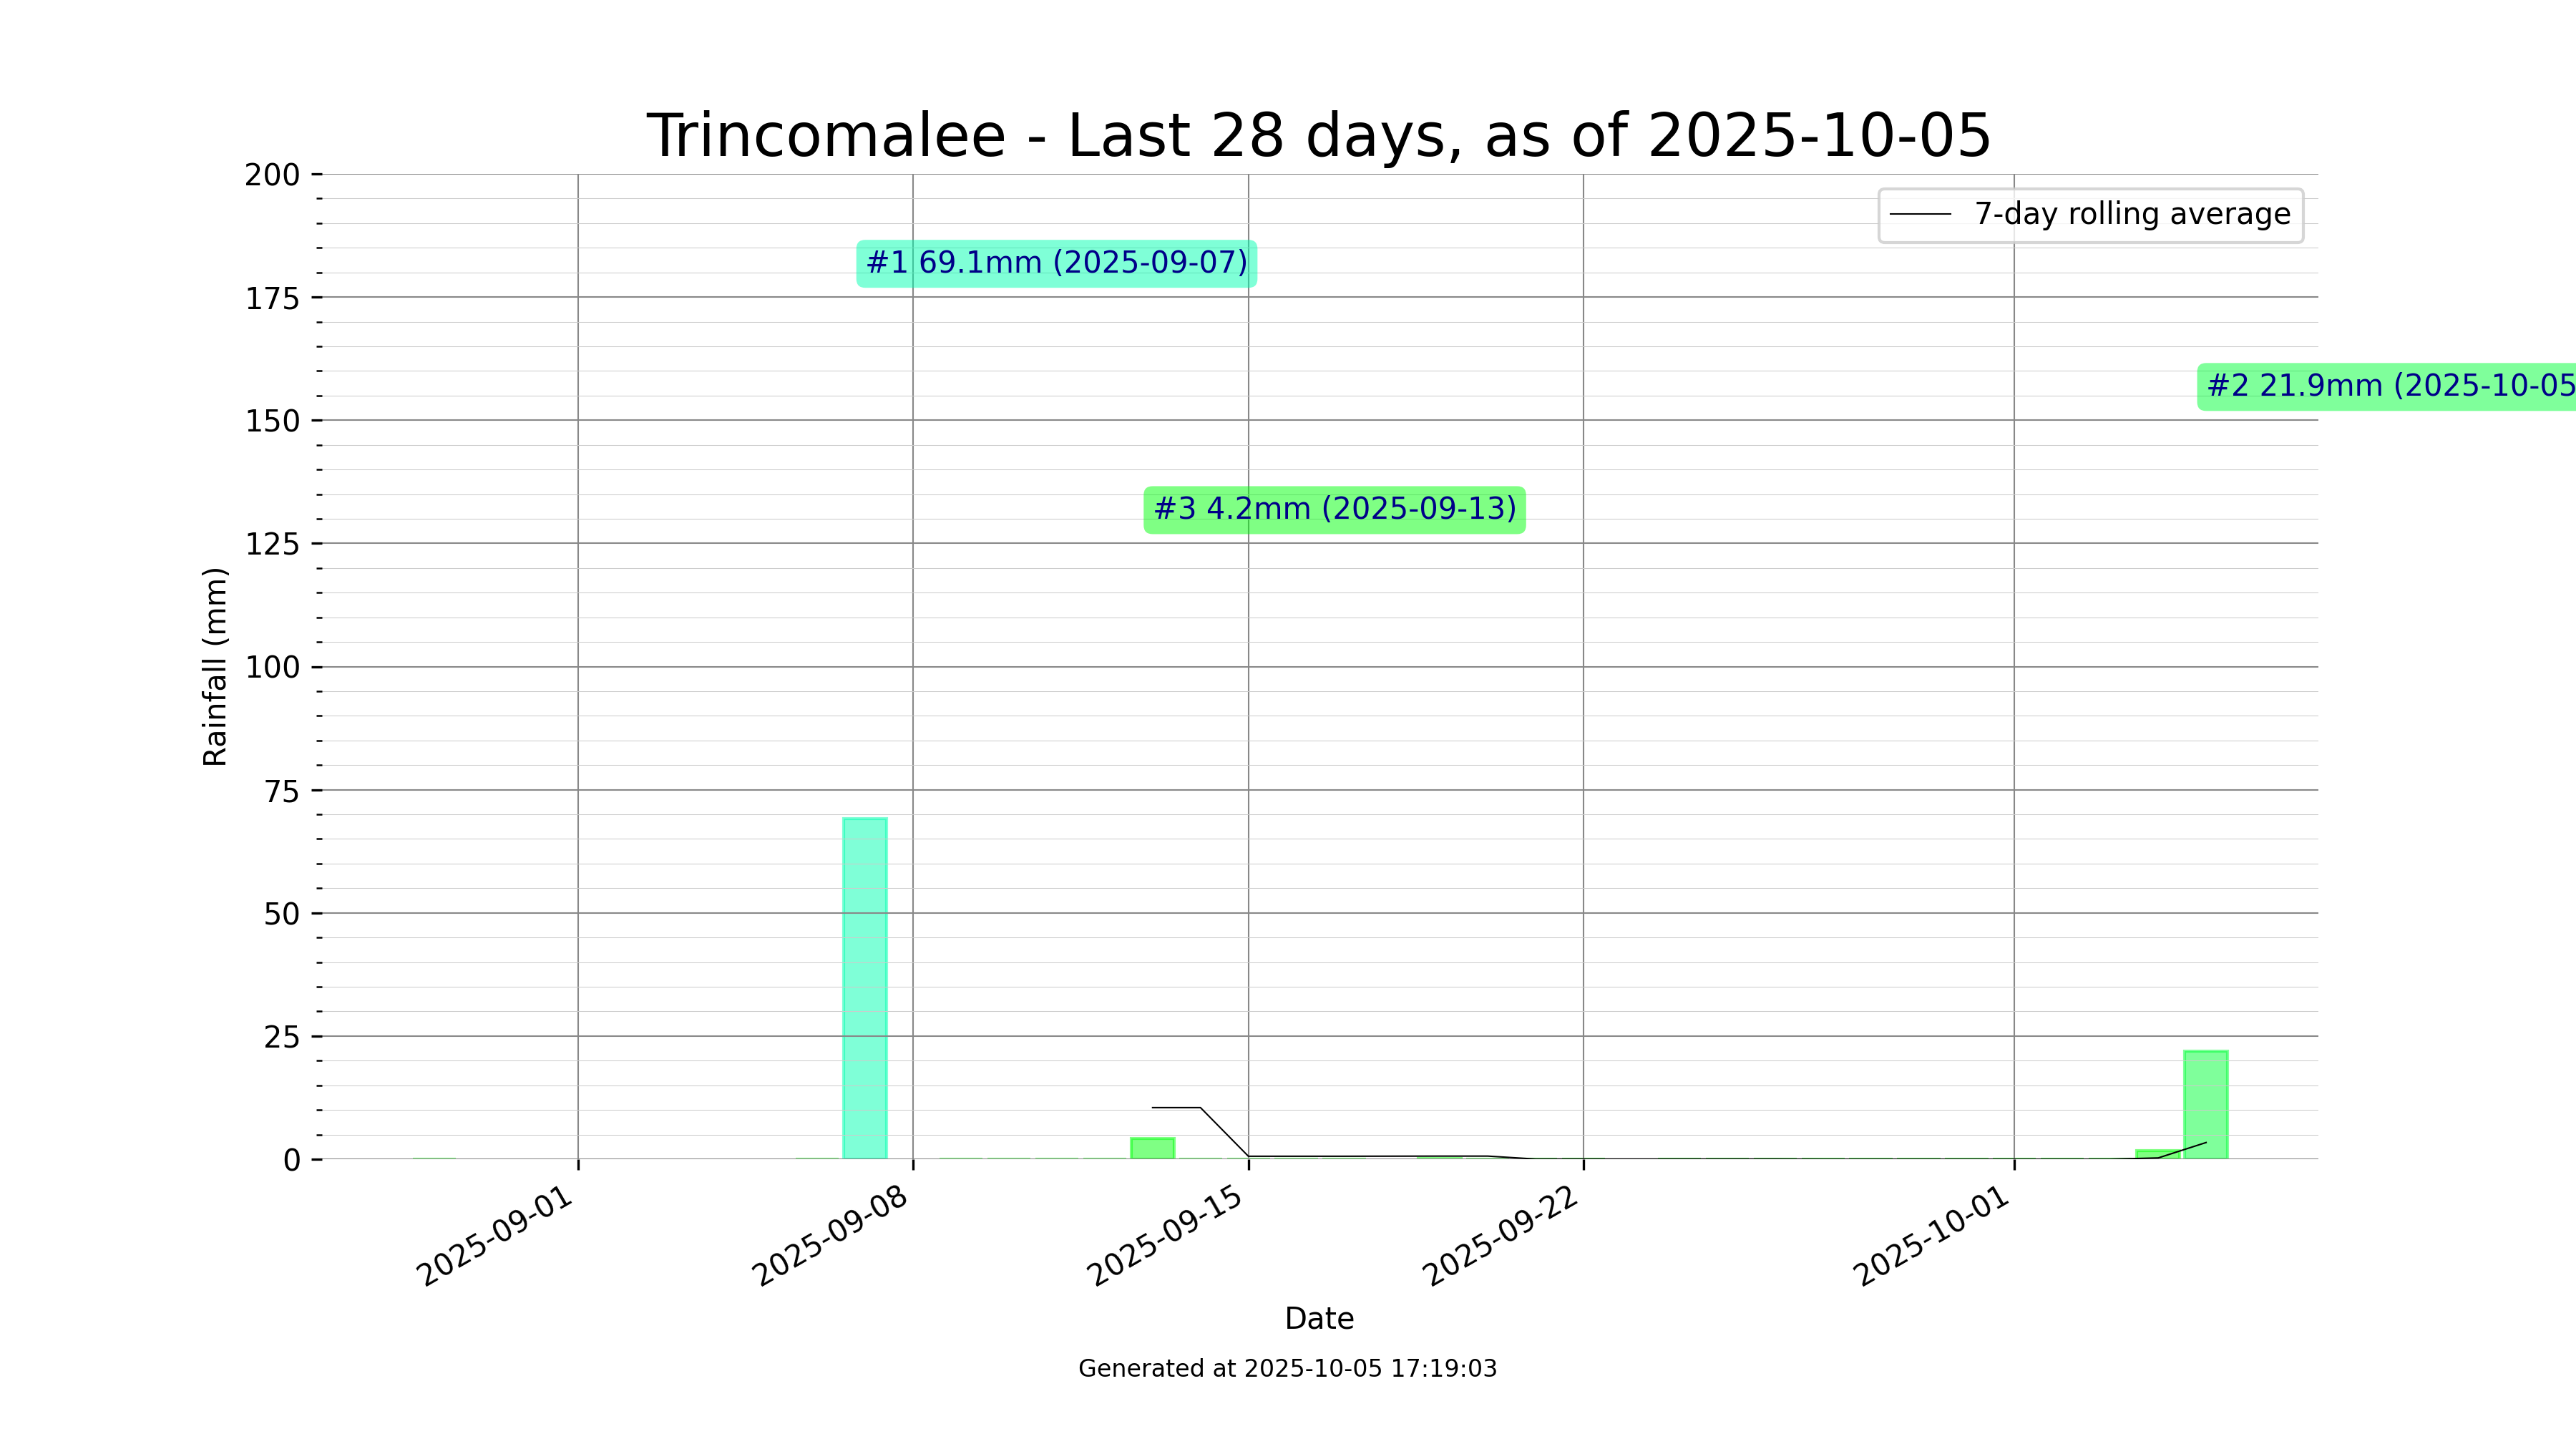 Trincomalee - Last 28 days, as of 2025-10-05
7-day rolling average
#1 69.1mm (2025-09-07)
#2 21.9mm (2025-10-05
#3 4.2mm (2025-09-13)
Rainfall (mm)
200
175
150
125
100
75
50
25
0
2025-09-01
2025-09-08
2025-09-15
2025-09-22
2025-10-01
Date
Generated at 2025-10-05 17:19:03